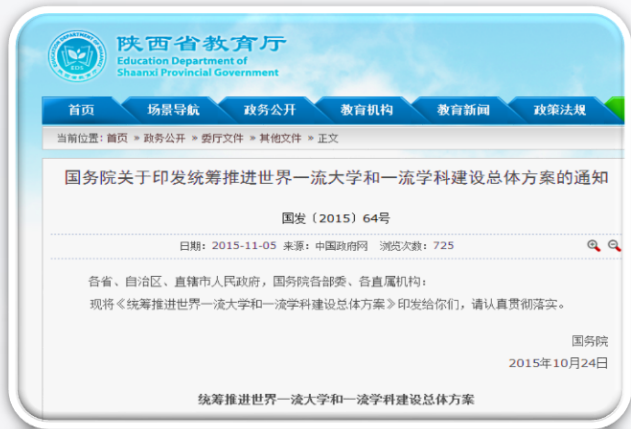 陕西省教育厅
Education Department of
Shaanxi Provincial Government
首页 场景导航 政务公开 教育机构 教育新闻 政策法规
当前位置：首页 » 政务公开 » 委厅文件 » 其他文件 » 正文
国务院关于印发统筹推进世界一流大学和一流学科建设总体方案的通知
国发〔2015〕64号
日期：2015-11-05 来源：中国政府网 浏览次数：725
各省、自治区、直辖市人民政府，国务院各部委、各直属机构：
现将《统筹推进世界一流大学和一流学科建设总体方案》印发给你们，请认真贯彻落实。
国务院
2015年10月24日
统筹推进世界一流大学和一流学科建设总体方案